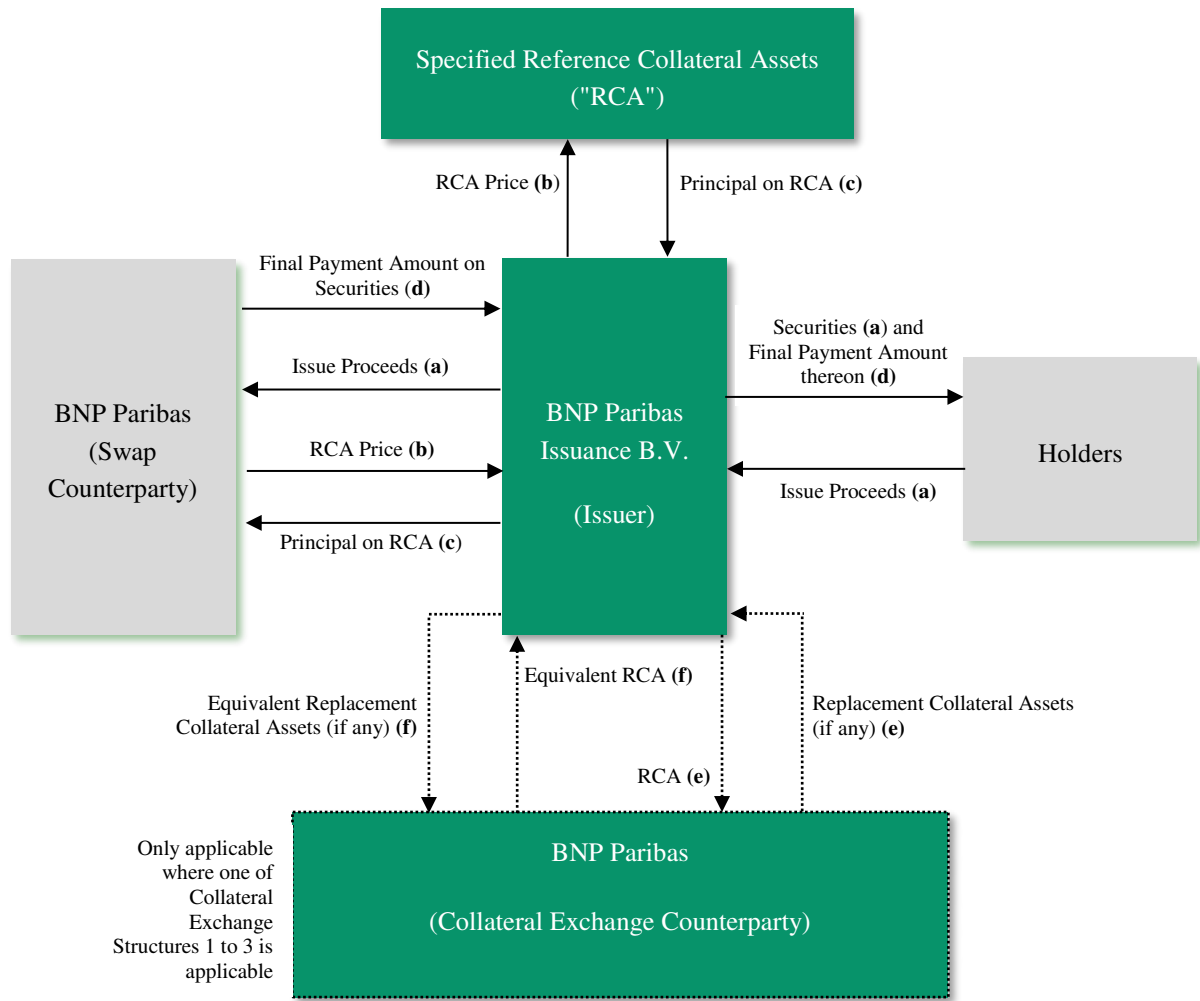 Specified Reference Collateral Assets
("RCA")
RCA Price (b)
Principal on RCA (c)
Final Payment Amount on
Securities (d)
Issue Proceeds (a)
RCA Price (b)
Principal on RCA (c)
BNP Paribas
(Swap
Counterparty)
BNP Paribas
Issuance B.V.
(Issuer)
Securities (a) and
Final Payment Amount
thereon (d)
Issue Proceeds (a)
Holders
Equivalent Replacement
Collateral Assets (if any) (f)
Equivalent RCA (f)
RCA (e)
Replacement Collateral Assets
(if any) (e)
Only applicable
where one of
Collateral
Exchange
Structures 1 to 3 is
applicable
BNP Paribas
(Collateral Exchange Counterparty)